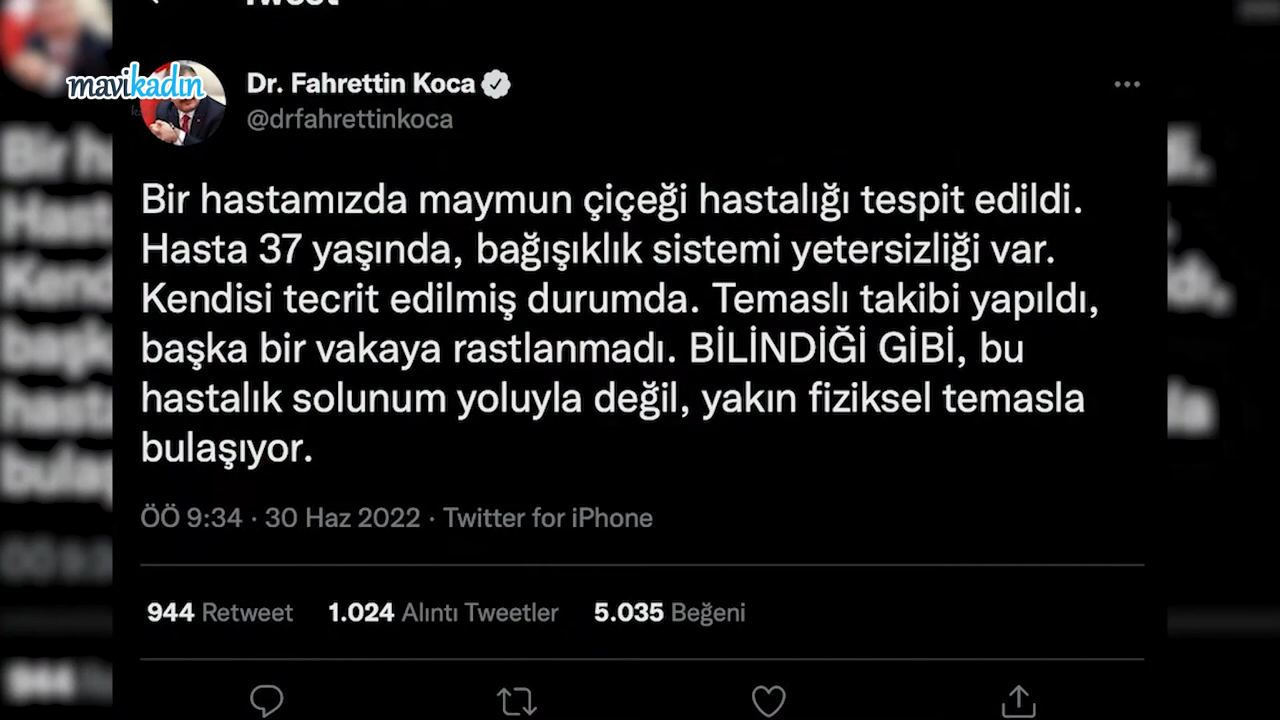 Tweet
mavikadın
Dr. Fahrettin Koca
@drfahrettinkoca
Bir hastamızda maymun çiçeği hastalığı tespit edildi.
Hasta 37 yaşında, bağışıklık sistemi yetersizliği var.
Kendisi tecrit edilmiş durumda. Temaslı takibi yapıldı,
başka bir vakaya rastlanmadı. BİLİNDİĞİ GİBİ, bu
hastalık solunum yoluyla değil, yakın fiziksel temasla
bulaşıyor.
ÖÖ 9:34 · 30 Haz 2022 · Twitter for iPhone
944 Retweet 1.024 Alıntı Tweetler 5.035 Beğeni